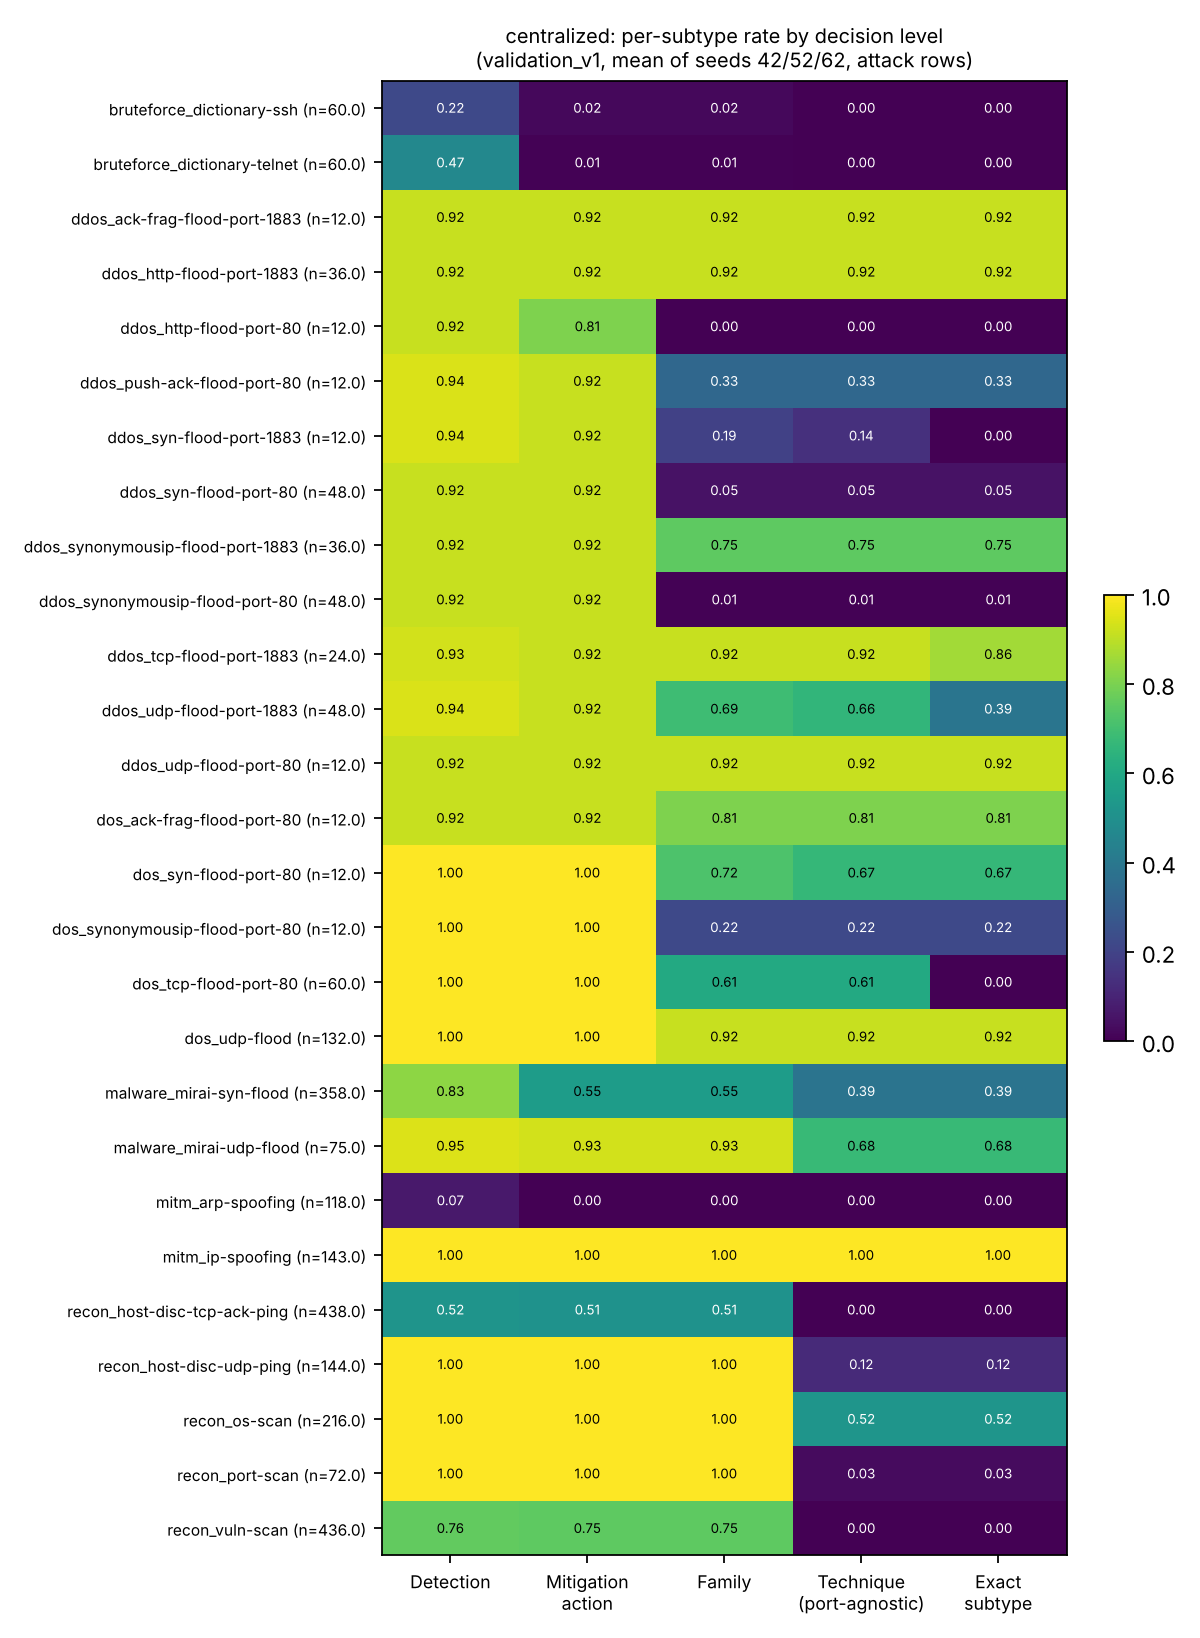 centralized: per-subtype rate by decision level
(validation_v1, mean of seeds 42/52/62, attack rows)
bruteforce_dictionary-ssh (n=60.0) 0.22 0.02 0.02 0.00 0.00
bruteforce_dictionary-telnet (n=60.0) 0.47 0.01 0.01 0.00 0.00
ddos_ack-frag-flood-port-1883 (n=12.0) 0.92 0.92 0.92 0.92 0.92
ddos_http-flood-port-1883 (n=36.0) 0.92 0.92 0.92 0.92 0.92
ddos_http-flood-port-80 (n=12.0) 0.92 0.81 0.00 0.00 0.00
ddos_push-ack-flood-port-80 (n=12.0) 0.94 0.92 0.33 0.33 0.33
ddos_syn-flood-port-1883 (n=12.0) 0.94 0.92 0.19 0.14 0.00
ddos_syn-flood-port-80 (n=48.0) 0.92 0.92 0.05 0.05 0.05
ddos_synonymousip-flood-port-1883 (n=36.0) 0.92 0.92 0.75 0.75 0.75
ddos_synonymousip-flood-port-80 (n=48.0) 0.92 0.92 0.01 0.01 0.01
ddos_tcp-flood-port-1883 (n=24.0) 0.93 0.92 0.92 0.92 0.86
ddos_udp-flood-port-1883 (n=48.0) 0.94 0.92 0.69 0.66 0.39
ddos_udp-flood-port-80 (n=12.0) 0.92 0.92 0.92 0.92 0.92
dos_ack-frag-flood-port-80 (n=12.0) 0.92 0.92 0.81 0.81 0.81
dos_syn-flood-port-80 (n=12.0) 1.00 1.00 0.72 0.67 0.67
dos_synonymousip-flood-port-80 (n=12.0) 1.00 1.00 0.22 0.22 0.22
dos_tcp-flood-port-80 (n=60.0) 1.00 1.00 0.61 0.61 0.00
dos_udp-flood (n=132.0) 1.00 1.00 0.92 0.92 0.92
malware_mirai-syn-flood (n=358.0) 0.83 0.55 0.55 0.39 0.39
malware_mirai-udp-flood (n=75.0) 0.95 0.93 0.93 0.68 0.68
mitm_arp-spoofing (n=118.0) 0.07 0.00 0.00 0.00 0.00
mitm_ip-spoofing (n=143.0) 1.00 1.00 1.00 1.00 1.00
recon_host-disc-tcp-ack-ping (n=438.0) 0.52 0.51 0.51 0.00 0.00
recon_host-disc-udp-ping (n=144.0) 1.00 1.00 1.00 0.12 0.12
recon_os-scan (n=216.0) 1.00 1.00 1.00 0.52 0.52
recon_port-scan (n=72.0) 1.00 1.00 1.00 0.03 0.03
recon_vuln-scan (n=436.0) 0.76 0.75 0.75 0.00 0.00
Detection Mitigation Family Technique Exact
action (port-agnostic) subtype
1.0
0.8
0.6
0.4
0.2
0.0